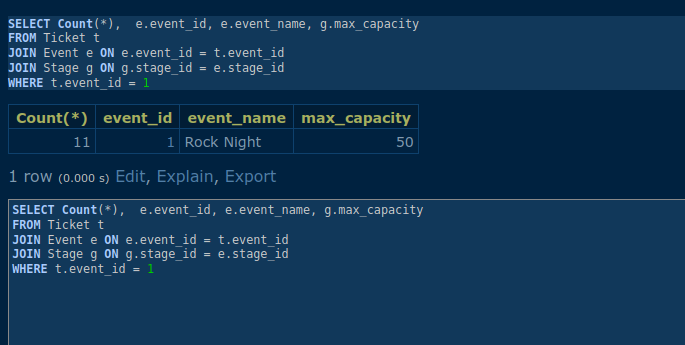 SELECT Count(*),  e.event_id, e.event_name, g.max_capacity
FROM Ticket t
JOIN Event e ON e.event_id = t.event_id
JOIN Stage g ON g.stage_id = e.stage_id
WHERE t.event_id = 1
Count(*) event_id event_name max_capacity
11 1 Rock Night 50
1 row (0.000 s) Edit, Explain, Export
SELECT Count(*),  e.event_id, e.event_name, g.max_capacity
FROM Ticket t
JOIN Event e ON e.event_id = t.event_id
JOIN Stage g ON g.stage_id = e.stage_id
WHERE t.event_id = 1